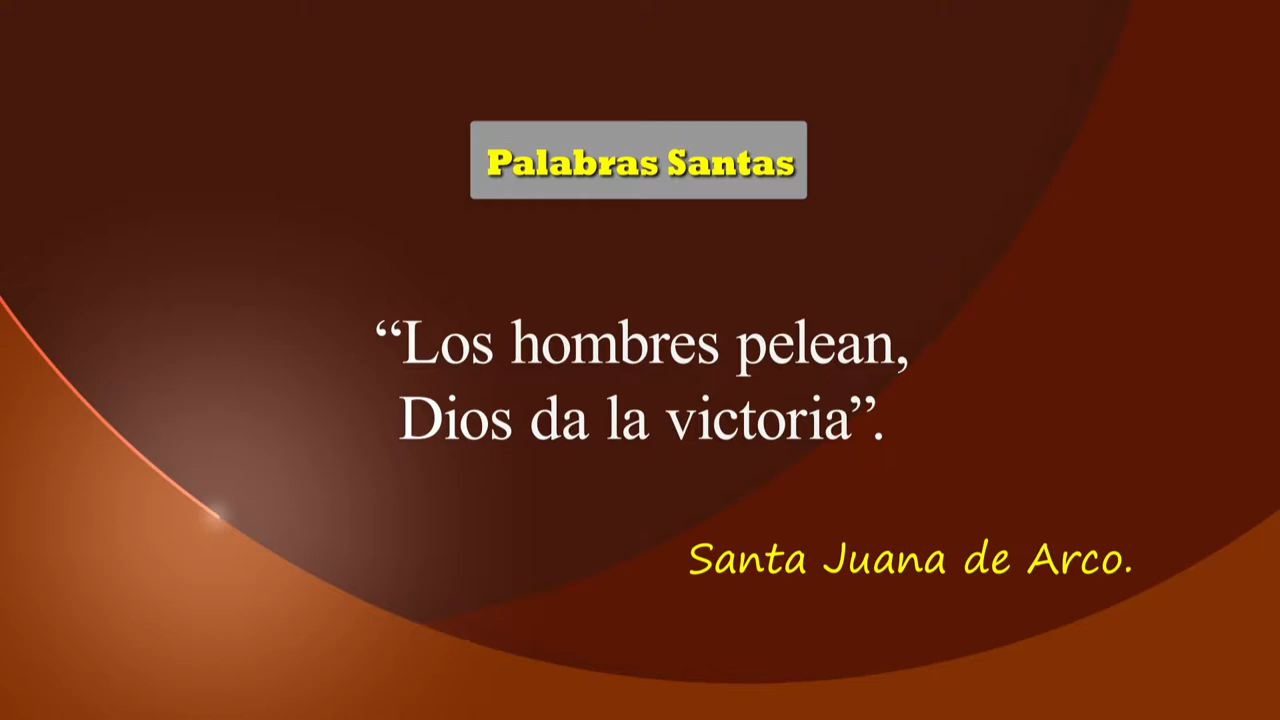 Palabras Santas
“Los hombres pelean,
Dios da la victoria”.
Santa Juana de Arco.